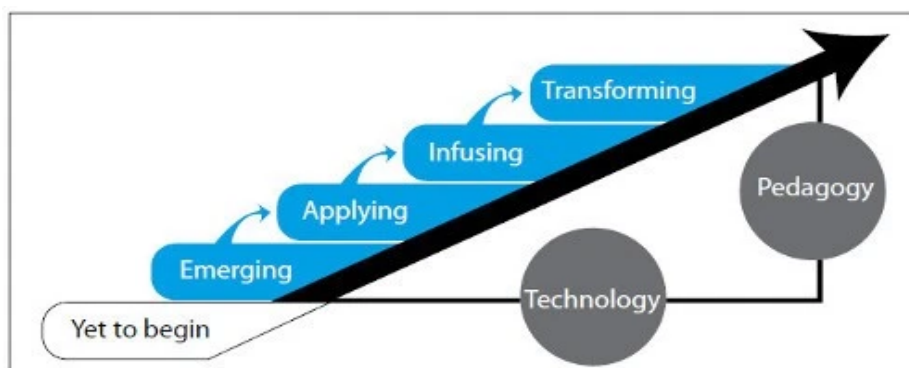 Transforming
Infusing
Pedagogy
Applying
Emerging
Technology
Yet to begin